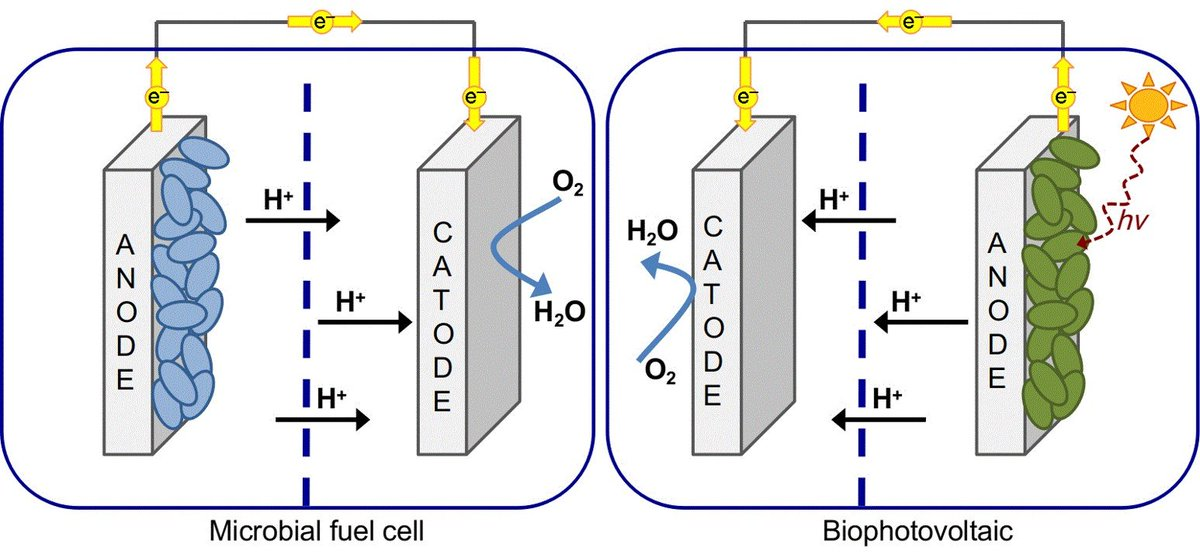 e⁻
e⁻
e⁻
ANODE
H⁺
H⁺
H⁺
CATODE
O₂
H₂O
Microbial fuel cell
e⁻
e⁻
e⁻
H₂O
O₂
CATODE
H⁺
H⁺
H⁺
ANODE
hv
Biophotovoltaic